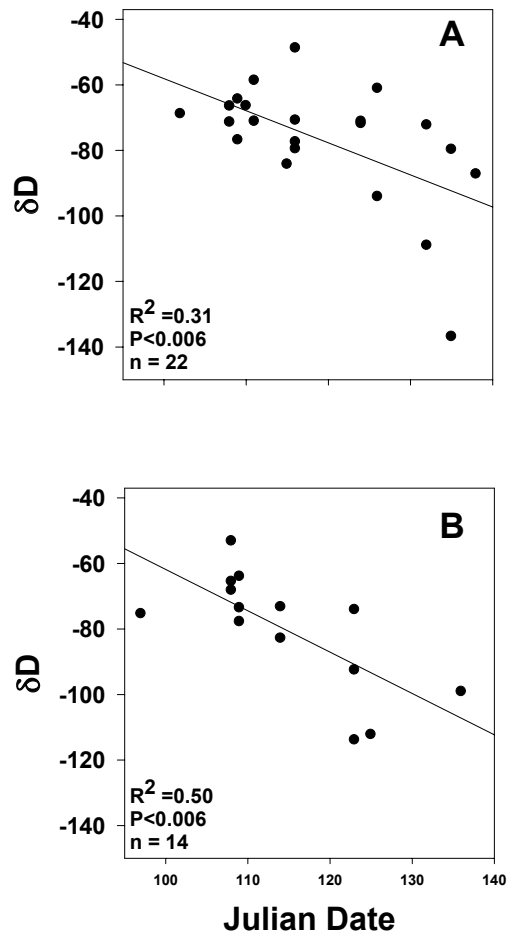 -40
A
-60
-80
δD
-100
-120
R2 =0.31
P<0.006
-140
n = 22
-40
B
-60
-80
δD
-100
-120
R2 =0.50
P<0.006
-140
n = 14
100 110 120 130 140
Julian Date